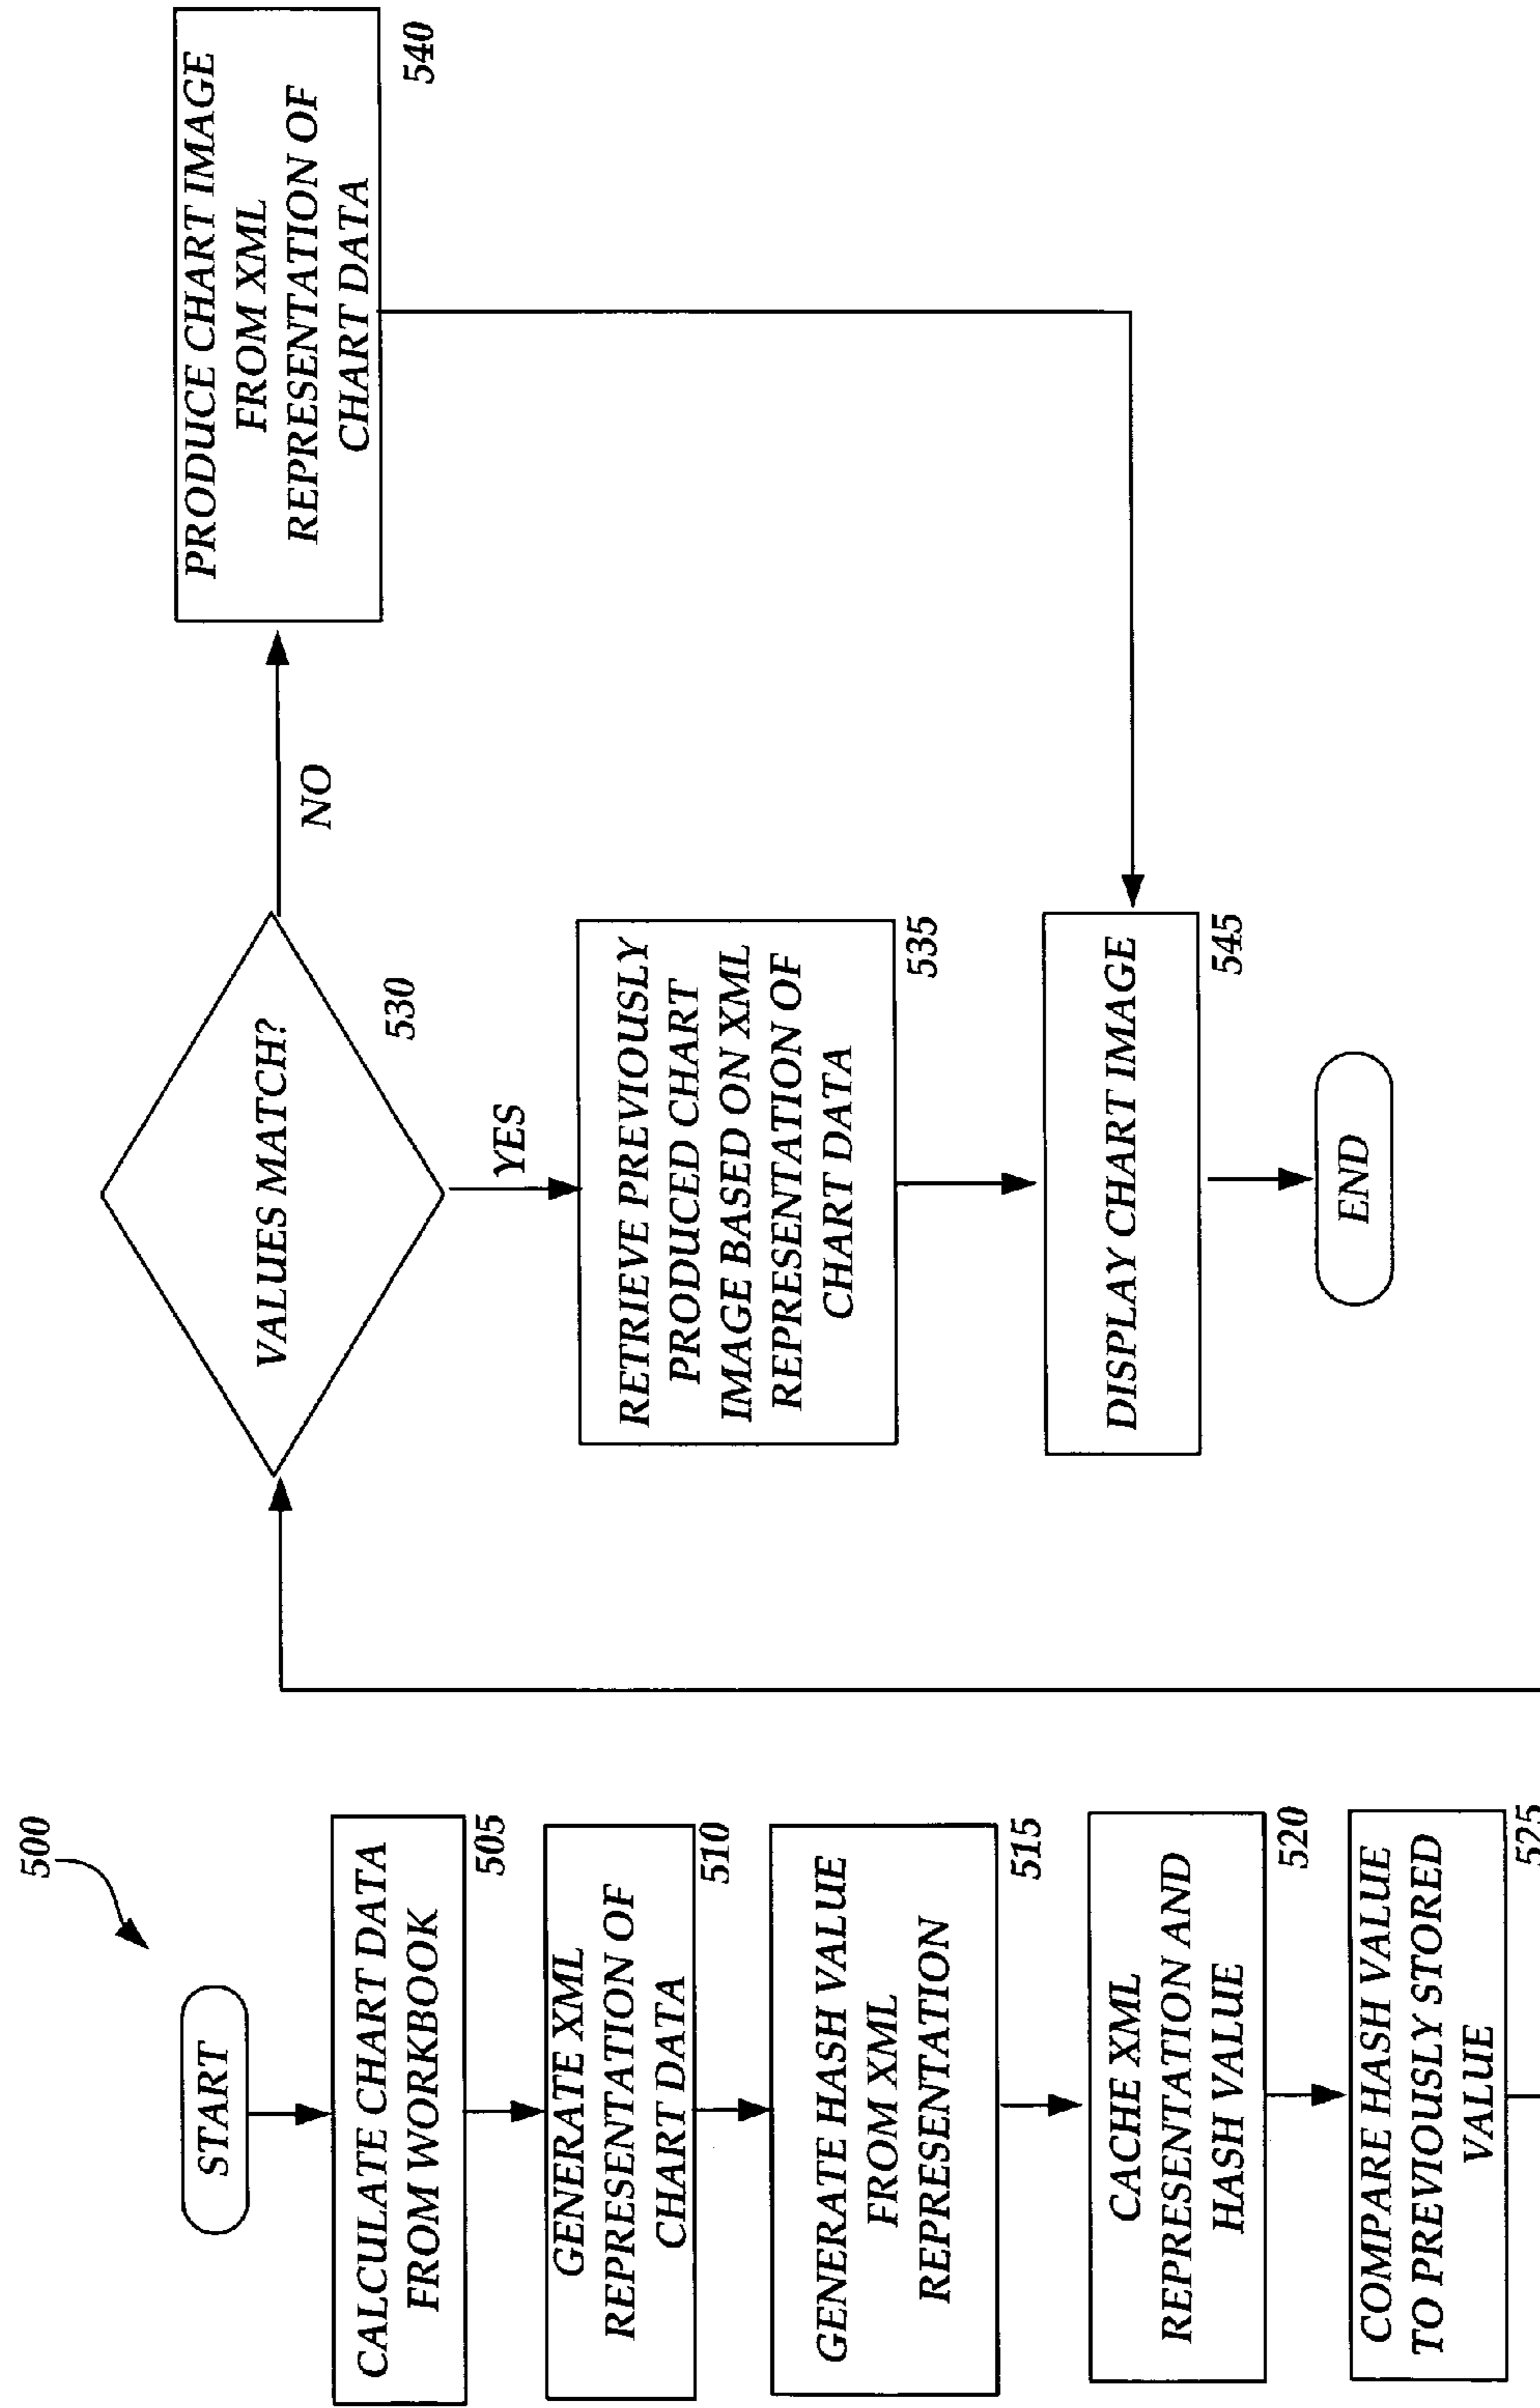 500
START
CALCULATE CHART DATA
FROM WORKBOOK
505
GENERATE XML
REPRESENTATION OF
CHART DATA
510
GENERATE HASH VALUE
FROM XML
REPRESENTATION
515
CACHE XML
REPRESENTATION AND
HASH VALUE
520
COMPARE HASH VALUE
TO PREVIOUSLY STORED
VALUE
525
VALUES MATCH?
530
YES
NO
RETRIEVE PREVIOUSLY
PRODUCED CHART
IMAGE BASED ON XML
REPRESENTATION OF
CHART DATA
535
PRODUCE CHART IMAGE
FROM XML
REPRESENTATION OF
CHART DATA
540
DISPLAY CHART IMAGE
545
END